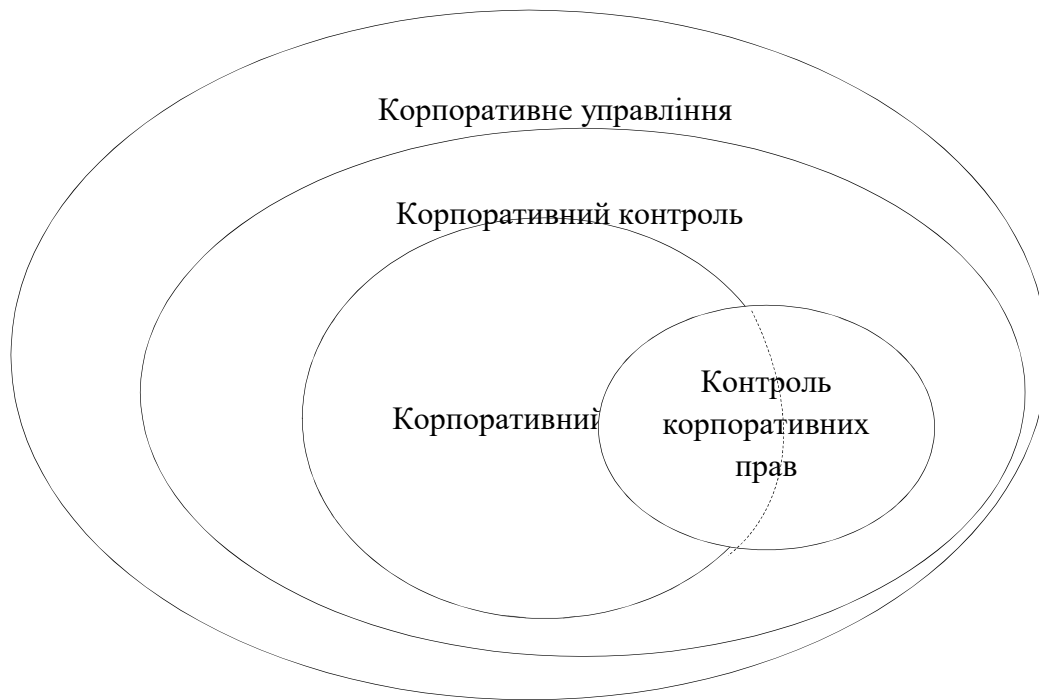 Корпоративне управління
Корпоративний контроль
Корпоративний
Контроль
корпоративних
прав